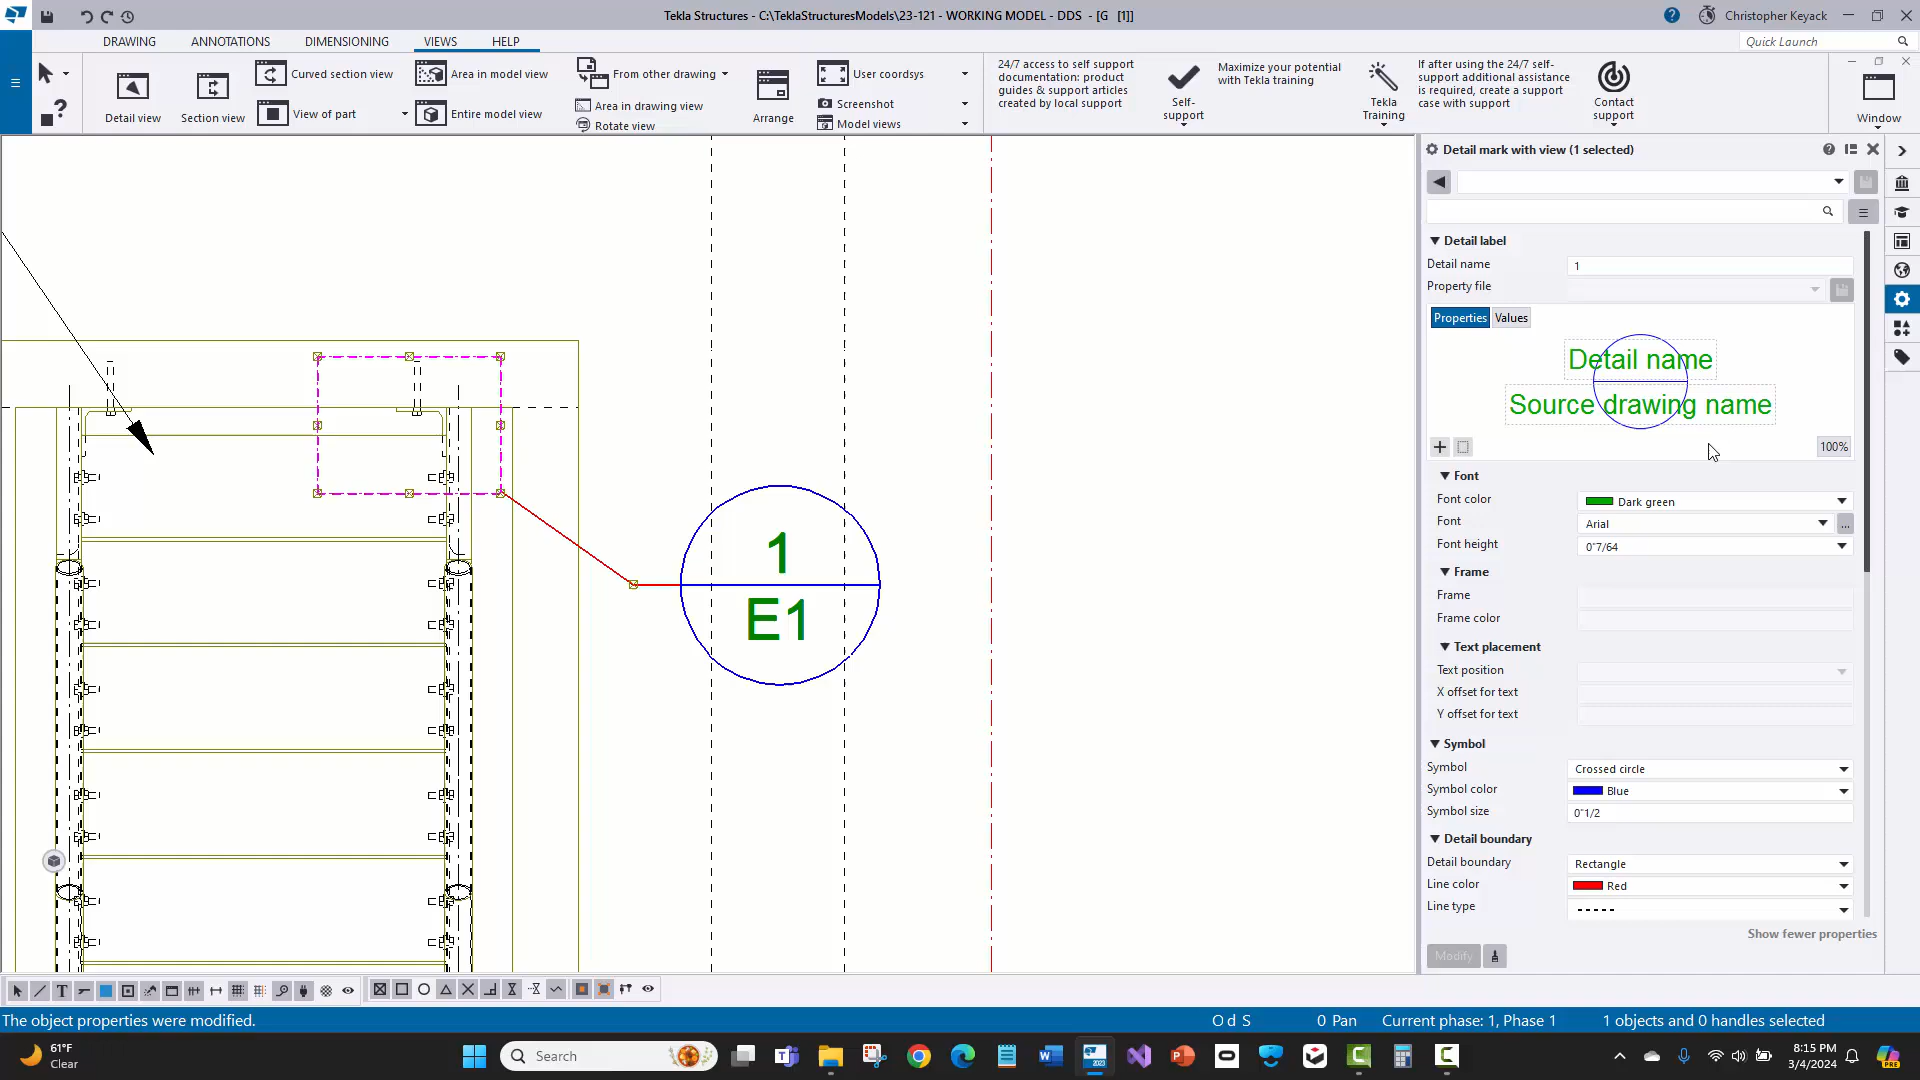 Tekla Structures - C:\TeklaStructuresModels\23-121 - WORKING MODEL - DDS - [G [1]]
Christopher Keyack
DRAWING ANNOTATIONS DIMENSIONING VIEWS HELP
Quick Launch
Detail view
Section view
Curved section view
View of part
Area in model view
Entire model view
From other drawing
Area in drawing view
Rotate view
Arrange
User coordsys
Screenshot
Model views
24/7 access to self support
documentation: product
guides & support articles
created by local support
Self-
support
Maximize your potential
with Tekla training
Tekla
Training
If after using the 24/7 self-
support additional assistance
is required, create a support
case with support
Contact
support
Window
1
E1
Detail mark with view (1 selected)
Detail label
Detail name 1
Property file
Properties Values
Detail name
Source drawing name
100%
Font
Font color Dark green
Font Arial ...
Font height 0"7/64
Frame
Frame
Frame color
Text placement
Text position
X offset for text
Y offset for text
Symbol
Symbol Crossed circle
Symbol color Blue
Symbol size 0"1/2
Detail boundary
Detail boundary Rectangle
Line color Red
Line type
Show fewer properties
Modify
The object properties were modified.
O d S 0 Pan Current phase: 1, Phase 1 1 objects and 0 handles selected
61°F
Clear
Search
8:15 PM
3/4/2024